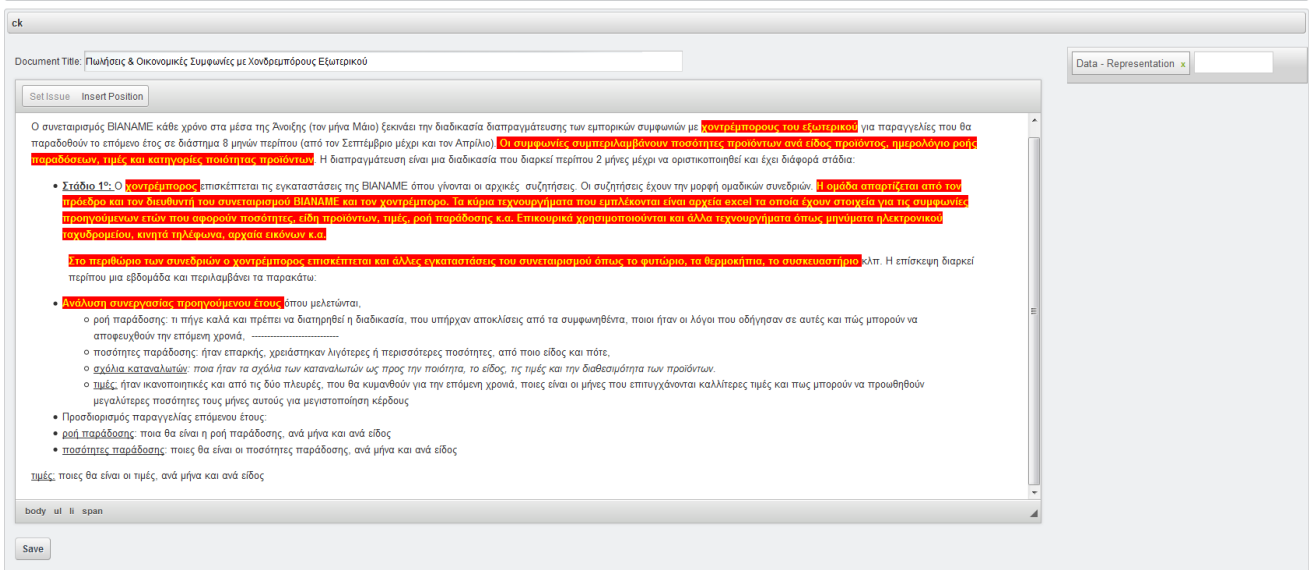 ck
Document Title: Πωλήσεις & Οικονομικές Συμφωνίες με Χονδρεμπόρους Εξωτερικού
Data - Representation x
Set Issue Insert Position
Ο συνεταιρισμός ΒΙΑΝΑΜΕ κάθε χρόνο στα μέσα της Άνοιξης (τον μήνα Μάιο) ξεκινάει την διαδικασία διαπραγμάτευσης των εμπορικών συμφωνιών με χοντρέμπορους του εξωτερικού για παραγγελίες που θα
παραδοθούν το επόμενο έτος σε διάστημα 8 μηνών περίπου (από τον Σεπτέμβριο μέχρι και τον Απρίλιο). Οι συμφωνίες συμπεριλαμβάνουν ποσότητες προϊόντων ανά είδος προϊόντος, ημερολόγιο ροής
παραδόσεων, τιμές και κατηγορίες ποιότητας προϊόντων. Η διαπραγμάτευση είναι μια διαδικασία που διαρκεί περίπου 2 μήνες μέχρι να οριστικοποιηθεί και έχει διάφορά στάδια:
• Στάδιο 1º: Ο χοντρέμπορος επισκέπτεται τις εγκαταστάσεις της ΒΙΑΝΑΜΕ όπου γίνονται οι αρχικές συζητήσεις. Οι συζητήσεις έχουν την μορφή ομαδικών συνεδριών. Η ομάδα απαρτίζεται από τον
πρόεδρο και τον διευθυντή του συνεταιρισμού ΒΙΑΝΑΜΕ και τον χοντρέμπορο. Τα κύρια τεχνουργήματα που εμπλέκονται είναι αρχεία excel τα οποία έχουν στοιχεία για τις συμφωνίες
προηγούμενων ετών που αφορούν ποσότητες, είδη προϊόντων, τιμές, ροή παράδοσης κ.α. Επικουρικά χρησιμοποιούνται και άλλα τεχνουργήματα όπως μηνύματα ηλεκτρονικού
ταχυδρομείου, κινητά τηλέφωνα, αρχαία εικόνων κ.α.
Στο περιθώριο των συνεδριών ο χοντρέμπορος επισκέπτεται και άλλες εγκαταστάσεις του συνεταιρισμού όπως το φυτώριο, τα θερμοκήπια, το συσκευαστήριο κλπ. Η επίσκεψη διαρκεί
περίπου μια εβδομάδα και περιλαμβάνει τα παρακάτω:
• Ανάλυση συνεργασίας προηγούμενου έτους όπου μελετώνται,
ο ροή παράδοσης: τι πήγε καλά και πρέπει να διατηρηθεί η διαδικασία, που υπήρχαν αποκλίσεις από τα συμφωνηθέντα, ποιοι ήταν οι λόγοι που οδήγησαν σε αυτές και πώς μπορούν να
αποφευχθούν την επόμενη χρονιά, ----------------------------
ο ποσότητες παράδοσης: ήταν επαρκής, χρειάστηκαν λιγότερες ή περισσότερες ποσότητες, από ποιο είδος και πότε,
ο σχόλια καταναλωτών: ποια ήταν τα σχόλια των καταναλωτών ως προς την ποιότητα, το είδος, τις τιμές και την διαθεσιμότητα των προϊόντων.
ο τιμές: ήταν ικανοποιητικές και από τις δύο πλευρές, που θα κυμανθούν για την επόμενη χρονιά, ποιες είναι οι μήνες που επιτυγχάνονται καλλίτερες τιμές και πως μπορούν να προωθηθούν
μεγαλύτερες ποσότητες τους μήνες αυτούς για μεγιστοποίηση κέρδους
• Προσδιορισμός παραγγελίας επόμενου έτους:
• ροή παράδοσης: ποια θα είναι η ροή παράδοσης, ανά μήνα και ανά είδος
• ποσότητες παράδοσης: ποιες θα είναι οι ποσότητες παράδοσης, ανά μήνα και ανά είδος
τιμές: ποιες θα είναι οι τιμές, ανά μήνα και ανά είδος
body ul li span
Save